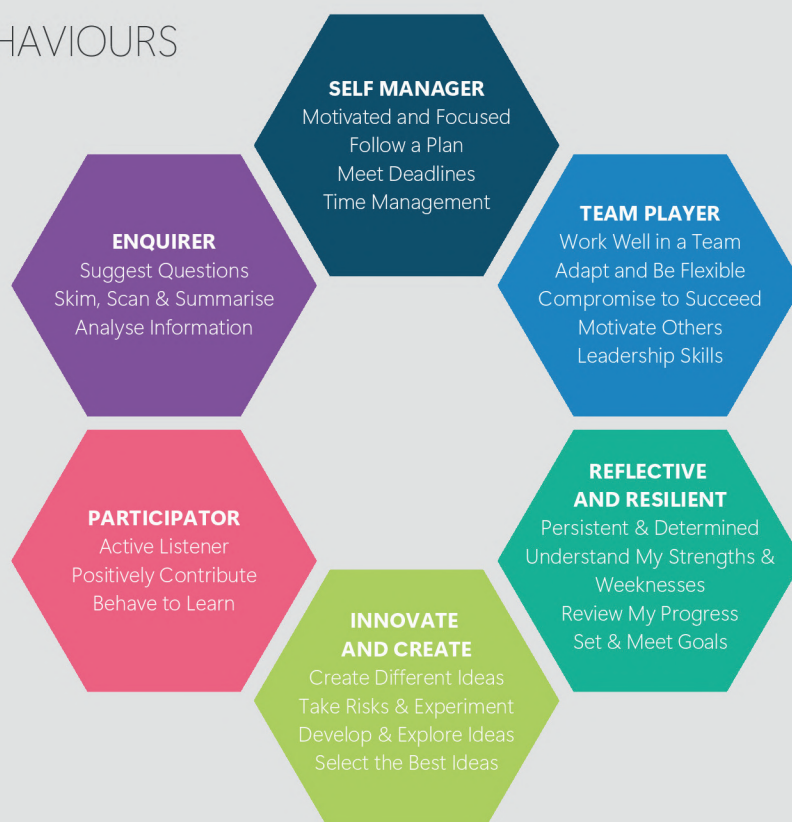 HAVIOURS
SELF MANAGER
Motivated and Focused
Follow a Plan
Meet Deadlines
Time Management
TEAM PLAYER
Work Well in a Team
Adapt and Be Flexible
Compromise to Succeed
Motivate Others
Leadership Skills
REFLECTIVE
AND RESILIENT
Persistent & Determined
Understand My Strengths &
Weeknesses
Review My Progress
Set & Meet Goals
INNOVATE
AND CREATE
Create Different Ideas
Take Risks & Experiment
Develop & Explore Ideas
Select the Best Ideas
PARTICIPATOR
Active Listener
Positively Contribute
Behave to Learn
ENQUIRER
Suggest Questions
Skim, Scan & Summarise
Analyse Information